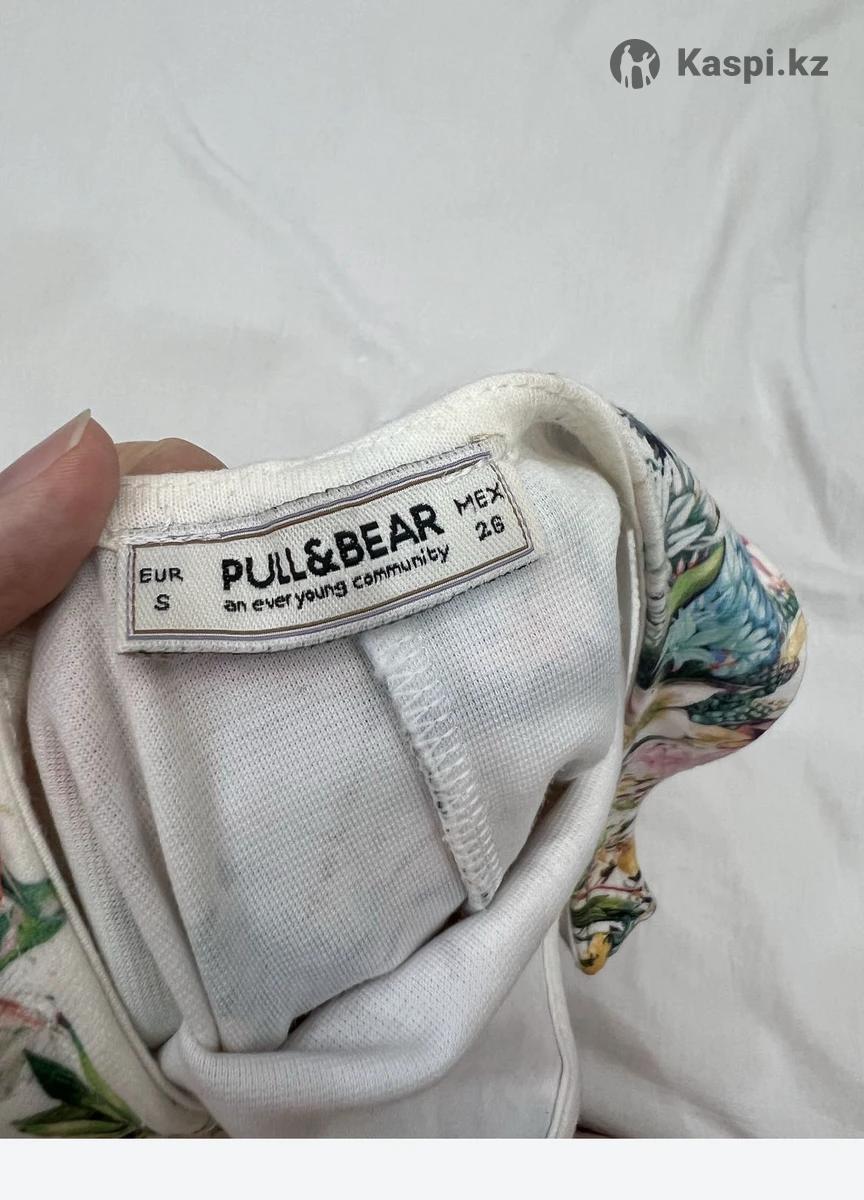 Kaspi.kz
EUR
S
PULL&BEAR
an ever young community
MEX
26